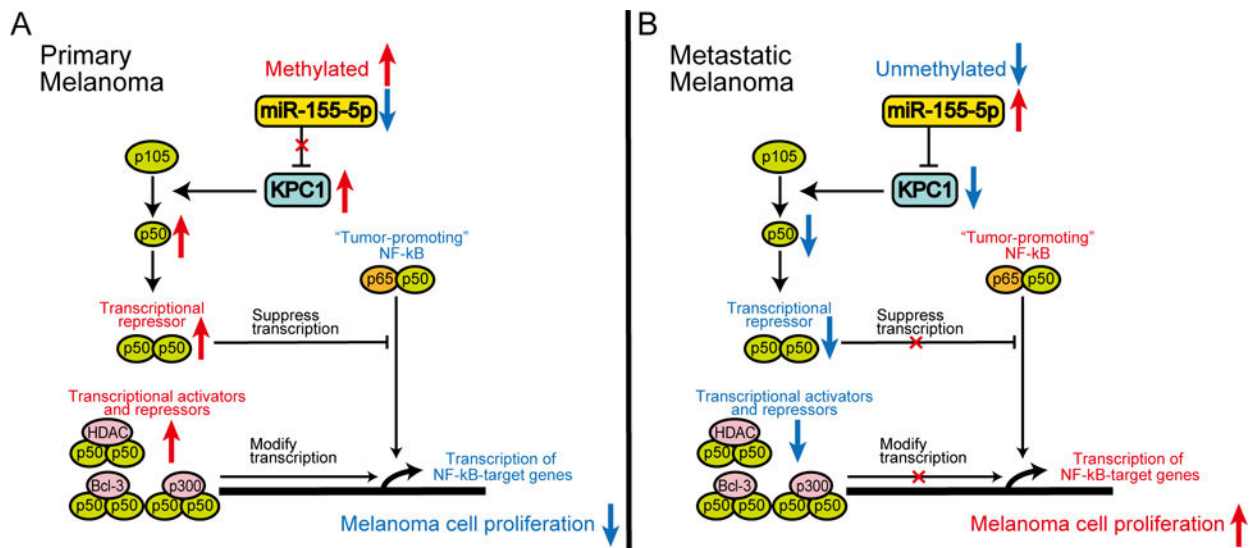 A
Primary
Melanoma
Methylated
miR-155-5p
p105
KPC1
p50
"Tumor-promoting"
NF-kB
p65
p50
Transcriptional
repressor
Suppress
transcription
p50
p50
Transcriptional activators
and repressors
HDAC
p50
p50
Modify
transcription
Bcl-3
p50
p50
p300
p50
p50
Transcription of
NF-kB-target genes
Melanoma cell proliferation
B
Metastatic
Melanoma
Unmethylated
miR-155-5p
p105
KPC1
p50
"Tumor-promoting"
NF-kB
p65
p50
Transcriptional
repressor
Suppress
transcription
p50
p50
Transcriptional activators
and repressors
HDAC
p50
p50
Modify
transcription
Bcl-3
p50
p50
p300
p50
p50
Transcription of
NF-kB-target genes
Melanoma cell proliferation